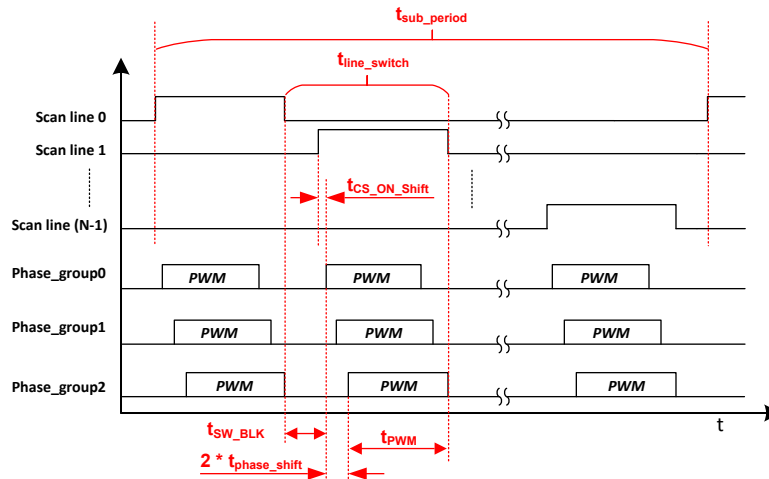 tsub_period
tline_switch
Scan line 0
Scan line 1
tCS_ON_Shift
Scan line (N-1)
Phase_group0 PWM PWM PWM
Phase_group1 PWM PWM PWM
Phase_group2 PWM PWM PWM
t
tSW_BLK tPWM
2 * tphase_shift